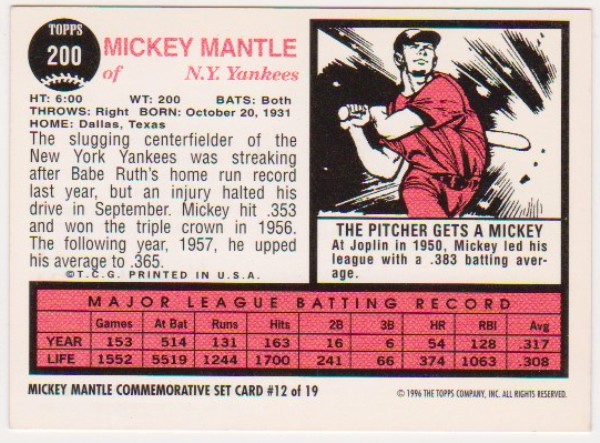 TOPPS
200
MICKEY MANTLE
of N.Y. Yankees
HT: 6:00 WT: 200 BATS: Both
THROWS: Right BORN: October 20, 1931
HOME: Dallas, Texas
The slugging centerfielder of the
New York Yankees was streaking
after Babe Ruth's home run record
last year, but an injury halted his
drive in September. Mickey hit .353
and won the triple crown in 1956.
The following year, 1957, he upped
his average to .365.
©T.C.G. PRINTED IN U.S.A.
THE PITCHER GETS A MICKEY
At Joplin in 1950, Mickey led his
league with a .383 batting aver-
age.
MAJOR LEAGUE BATTING RECORD
Games At Bat Runs Hits 2B 3B HR RBI Avg
YEAR 153 514 131 163 16 6 54 128 .317
LIFE 1552 5519 1244 1700 241 66 374 1063 .308
MICKEY MANTLE COMMEMORATIVE SET CARD #12 of 19
© 1996 THE TOPPS COMPANY, INC. ALL RIGHTS RESERVED.